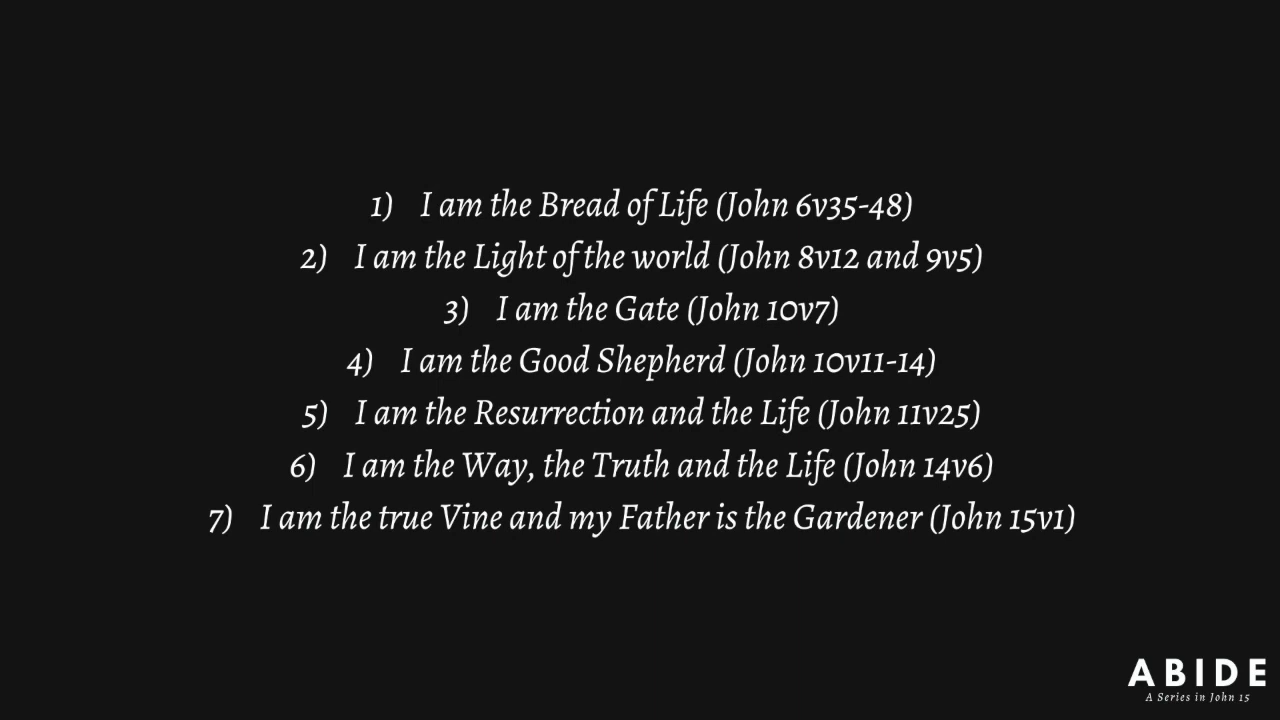 1) I am the Bread of Life (John 6v35-48)
2) I am the Light of the world (John 8v12 and 9v5)
3) I am the Gate (John 10v7)
4) I am the Good Shepherd (John 10v11-14)
5) I am the Resurrection and the Life (John 11v25)
6) I am the Way, the Truth and the Life (John 14v6)
7) I am the true Vine and my Father is the Gardener (John 15v1)
ABIDE
A Series in John 15